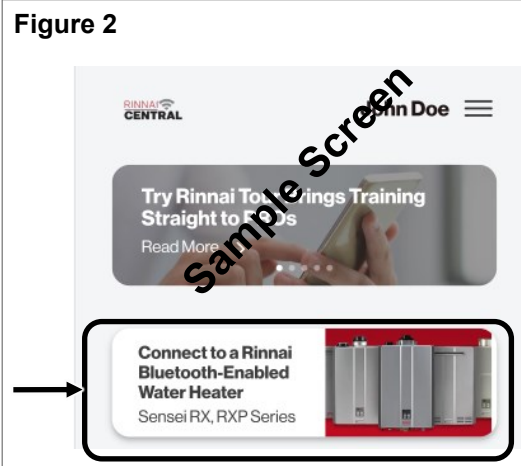 Figure 2
RINNAI
CENTRAL
Doe
Sample Screen
Try Rinnai Training
Straight to
Read More
Connect to a Rinnai
Bluetooth-Enabled
Water Heater
Sensei RX, RXP Series